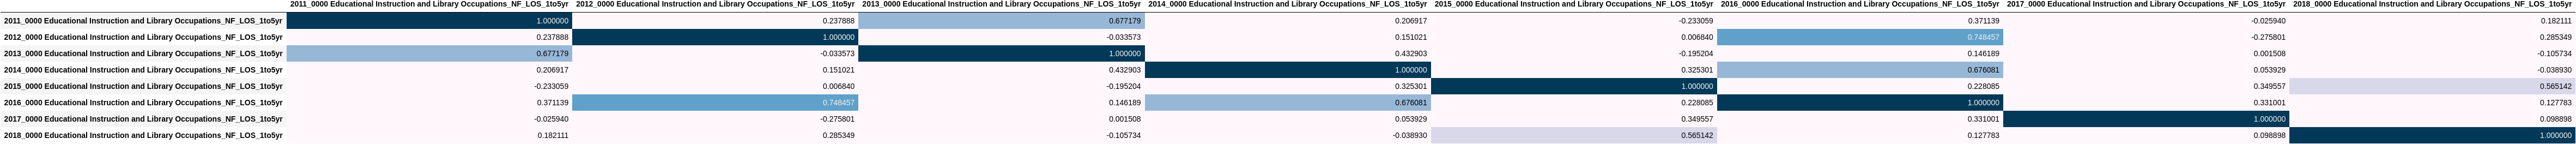 2011_0000 Educational Instruction and Library Occupations_NF_LOS_1to5yr 2012_0000 Educational Instruction and Library Occupations_NF_LOS_1to5yr 2013_0000 Educational Instruction and Library Occupations_NF_LOS_1to5yr 2014_0000 Educational Instruction and Library Occupations_NF_LOS_1to5yr 2015_0000 Educational Instruction and Library Occupations_NF_LOS_1to5yr 2016_0000 Educational Instruction and Library Occupations_NF_LOS_1to5yr 2017_0000 Educational Instruction and Library Occupations_NF_LOS_1to5yr 2018_0000 Educational Instruction and Library Occupations_NF_LOS_1to5yr
2011_0000 Educational Instruction and Library Occupations_NF_LOS_1to5yr 1.000000 0.237888 0.677179 0.206917 -0.233059 0.371139 -0.025940 0.182111
2012_0000 Educational Instruction and Library Occupations_NF_LOS_1to5yr 0.237888 1.000000 -0.033573 0.151021 0.006840 0.748457 -0.275801 0.285349
2013_0000 Educational Instruction and Library Occupations_NF_LOS_1to5yr 0.677179 -0.033573 1.000000 0.432903 -0.195204 0.146189 0.001508 -0.105734
2014_0000 Educational Instruction and Library Occupations_NF_LOS_1to5yr 0.206917 0.151021 0.432903 1.000000 0.325301 0.676081 0.053929 -0.038930
2015_0000 Educational Instruction and Library Occupations_NF_LOS_1to5yr -0.233059 0.006840 -0.195204 0.325301 1.000000 0.228085 0.349557 0.565142
2016_0000 Educational Instruction and Library Occupations_NF_LOS_1to5yr 0.371139 0.748457 0.146189 0.676081 0.228085 1.000000 0.331001 0.127783
2017_0000 Educational Instruction and Library Occupations_NF_LOS_1to5yr -0.025940 -0.275801 0.001508 0.053929 0.349557 0.331001 1.000000 0.098898
2018_0000 Educational Instruction and Library Occupations_NF_LOS_1to5yr 0.182111 0.285349 -0.105734 -0.038930 0.565142 0.127783 0.098898 1.000000